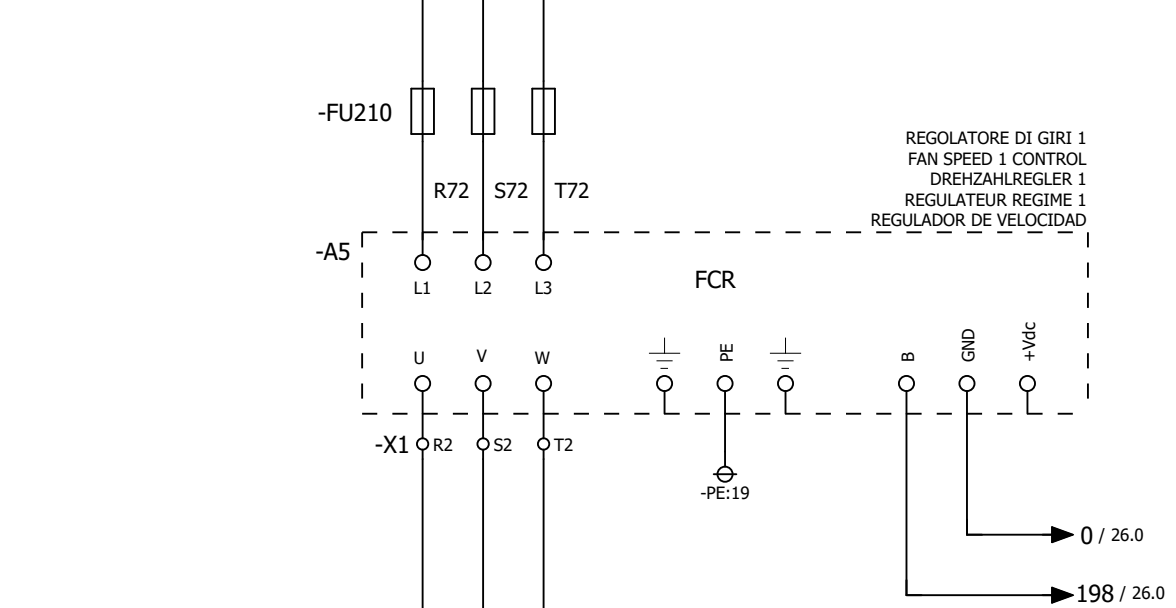 -FU210
REGOLATORE DI GIRI 1
FAN SPEED 1 CONTROL
DREHZAHLREGLER 1
REGULATEUR REGIME 1
REGULADOR DE VELOCIDAD
R72 S72 T72
-A5
FCR
L1 L2 L3
U V W PE B GND +Vdc
-X1 R2 S2 T2
-PE:19
0 / 26.0
198 / 26.0